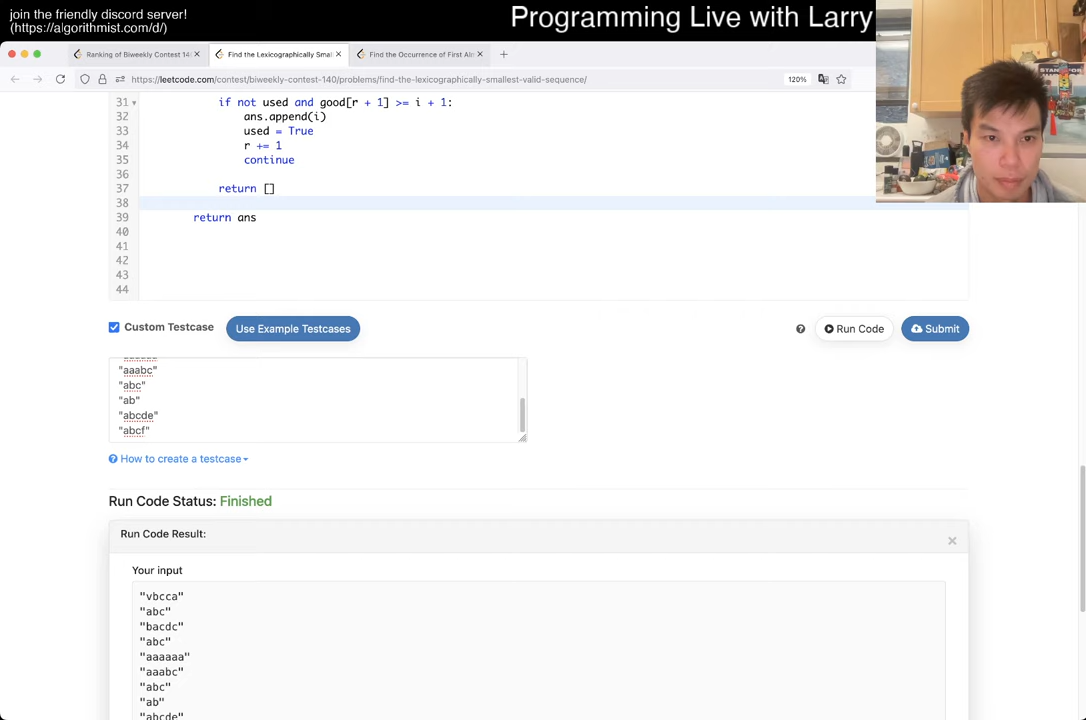 join the friendly discord server!
(https://algorithmist.com/d/)
Programming Live with Larry
Ranking of Biweekly Contest 14
Find the Lexicographically Smal
Find the Occurrence of First Al
https://leetcode.com/contest/biweekly-contest-140/problems/find-the-lexicographically-smallest-valid-sequence/
120%
31 if not used and good[r + 1] >= i + 1:
32 ans.append(i)
33 used = True
34 r += 1
35 continue
36
37 return []
38
39 return ans
40
41
42
43
44
Custom Testcase
Use Example Testcases
Run Code
Submit
"aaabc"
"abc"
"ab"
"abcde"
"abcf"
How to create a testcase
Run Code Status: Finished
Run Code Result:
Your input
"vbcca"
"abc"
"bacdc"
"abc"
"aaaaaa"
"aaabc"
"abc"
"ab"
"abcde"